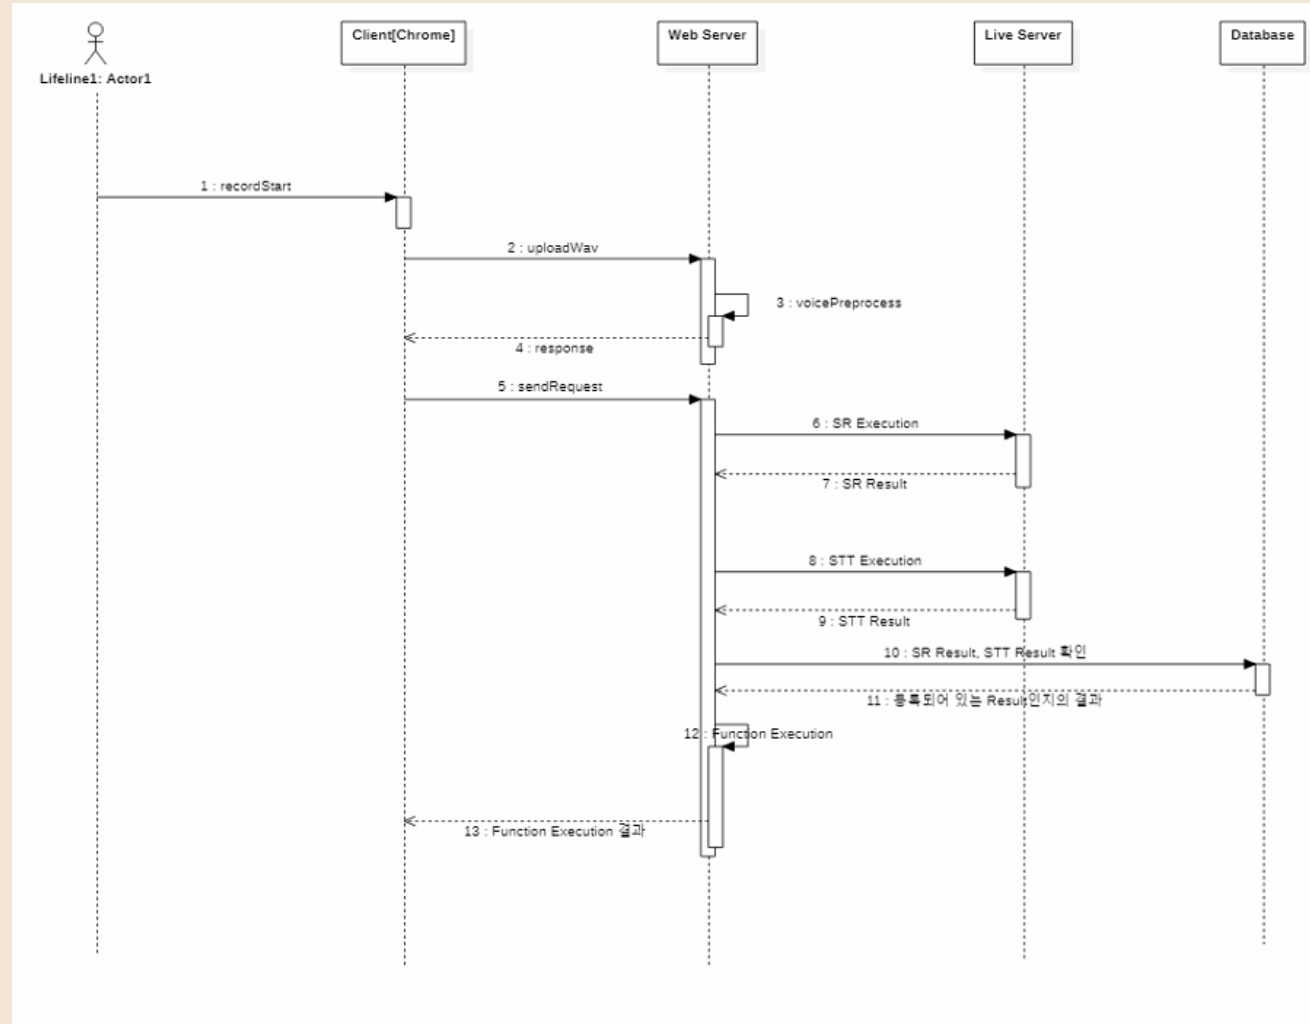 Client[Chrome]
Web Server
Live Server
Database
Lifeline1: Actor1
1 : recordStart
2 : uploadWav
3 : voicePreprocess
4 : response
5 : sendRequest
6 : SR Execution
7 : SR Result
8 : STT Execution
9 : STT Result
10 : SR Result, STT Result 확인
11 : 등록되어 있는 Result인지의 결과
12 : Function Execution
13 : Function Execution 결과